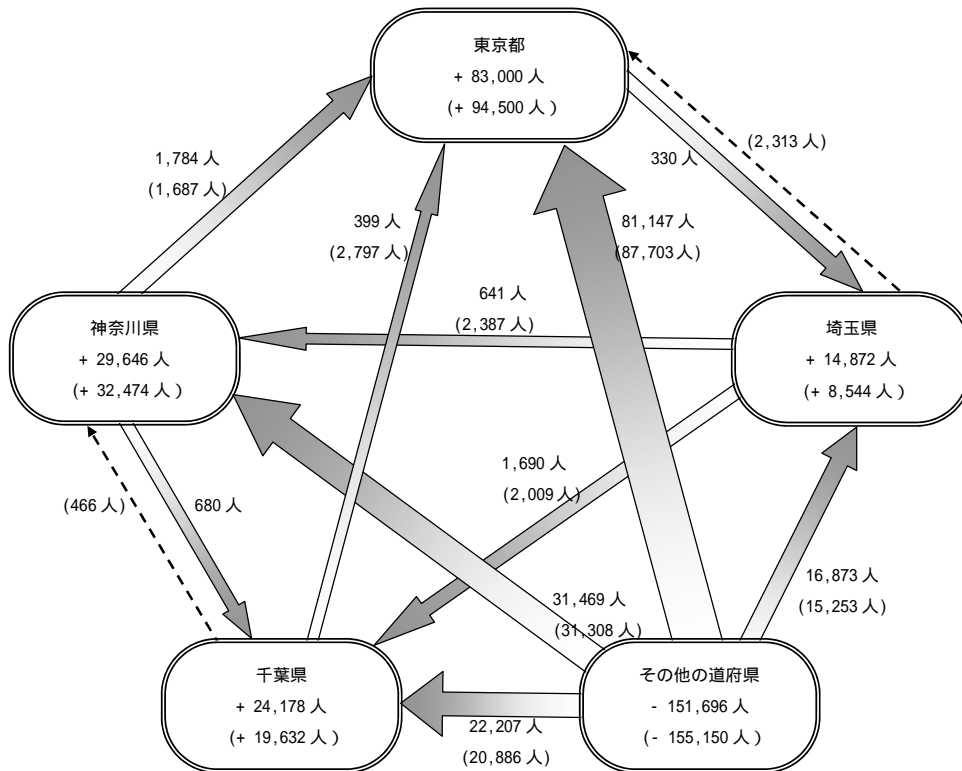 東京都
+ 83,000 人
(+ 94,500 人)
1,784 人
(1,687 人)
399 人
(2,797 人)
81,147 人
(87,703 人)
330 人
(2,313 人)
神奈川県
+ 29,646 人
(+ 32,474 人)
641 人
(2,387 人)
埼玉県
+ 14,872 人
(+ 8,544 人)
(466 人)
680 人
1,690 人
(2,009 人)
31,469 人
(31,308 人)
16,873 人
(15,253 人)
千葉県
+ 24,178 人
(+ 19,632 人)
22,207 人
(20,886 人)
その他の道府県
- 151,696 人
(- 155,150 人)